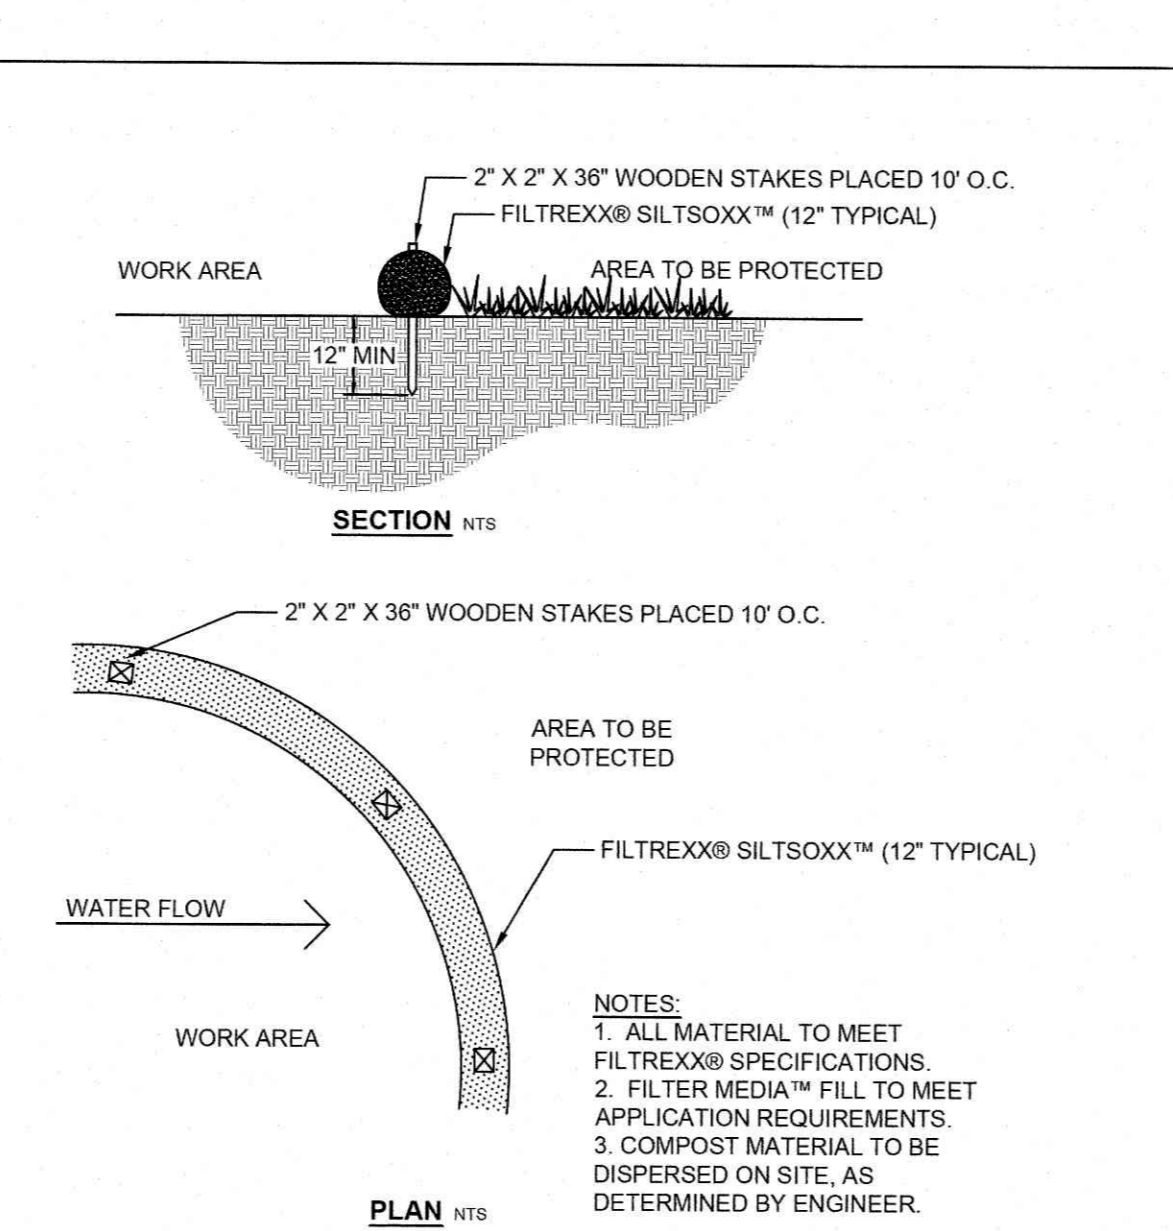 2" X 2" X 36" WOODEN STAKES PLACED 10' O.C.
FILTREXX® SILTSOXX™ (12" TYPICAL)
WORK AREA
AREA TO BE PROTECTED
12" MIN
SECTION NTS
2" X 2" X 36" WOODEN STAKES PLACED 10' O.C.
AREA TO BE
PROTECTED
FILTREXX® SILTSOXX™ (12" TYPICAL)
WATER FLOW
WORK AREA
NOTES:
1. ALL MATERIAL TO MEET
FILTREXX® SPECIFICATIONS.
2. FILTER MEDIA™ FILL TO MEET
APPLICATION REQUIREMENTS.
3. COMPOST MATERIAL TO BE
DISPERSED ON SITE, AS
DETERMINED BY ENGINEER.
PLAN NTS